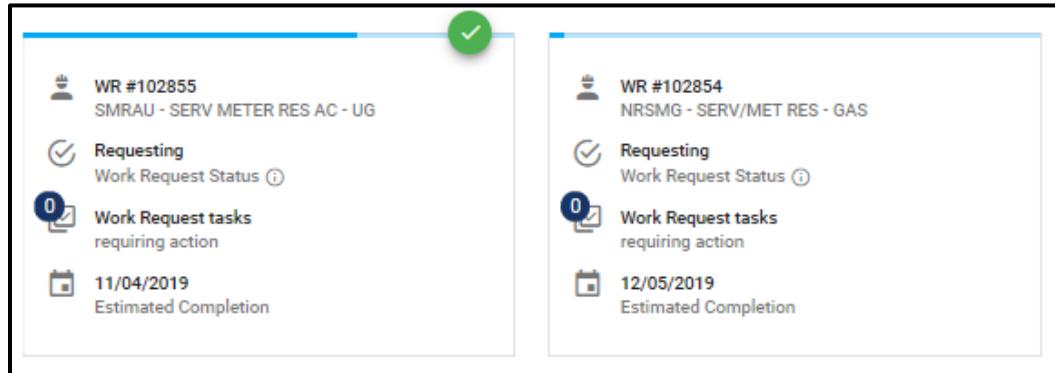 WR #102855
SMRAU - SERV METER RES AC - UG
Requesting
Work Request Status
0
Work Request tasks
requiring action
11/04/2019
Estimated Completion
WR #102854
NRSMG - SERV/MET RES - GAS
Requesting
Work Request Status
0
Work Request tasks
requiring action
12/05/2019
Estimated Completion